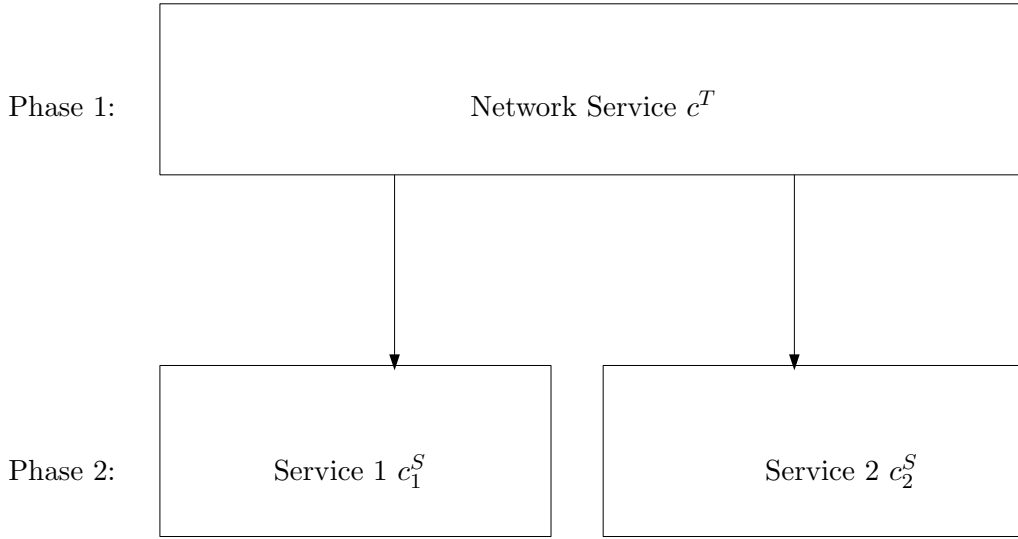 Phase 1:
Network Service $c^T$
Phase 2:
Service 1 $c_1^S$
Service 2 $c_2^S$